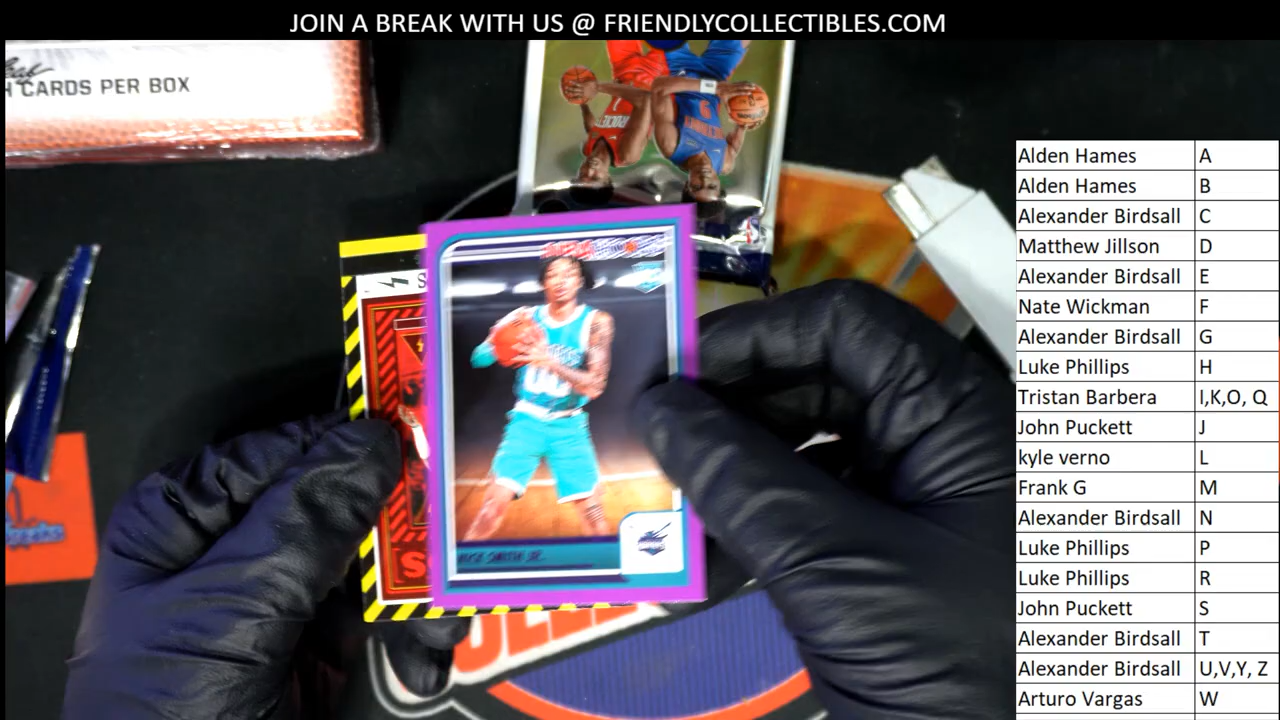 JOIN A BREAK WITH US @ FRIENDLYCOLLECTIBLES.COM
CARDS PER BOX
SMITH JR.
Alden Hames A
Alden Hames B
Alexander Birdsall C
Matthew Jillson D
Alexander Birdsall E
Nate Wickman F
Alexander Birdsall G
Luke Phillips H
Tristan Barbera I,K,O, Q
John Puckett J
kyle verno L
Frank G M
Alexander Birdsall N
Luke Phillips P
Luke Phillips R
John Puckett S
Alexander Birdsall T
Alexander Birdsall U,V,Y, Z
Arturo Vargas W